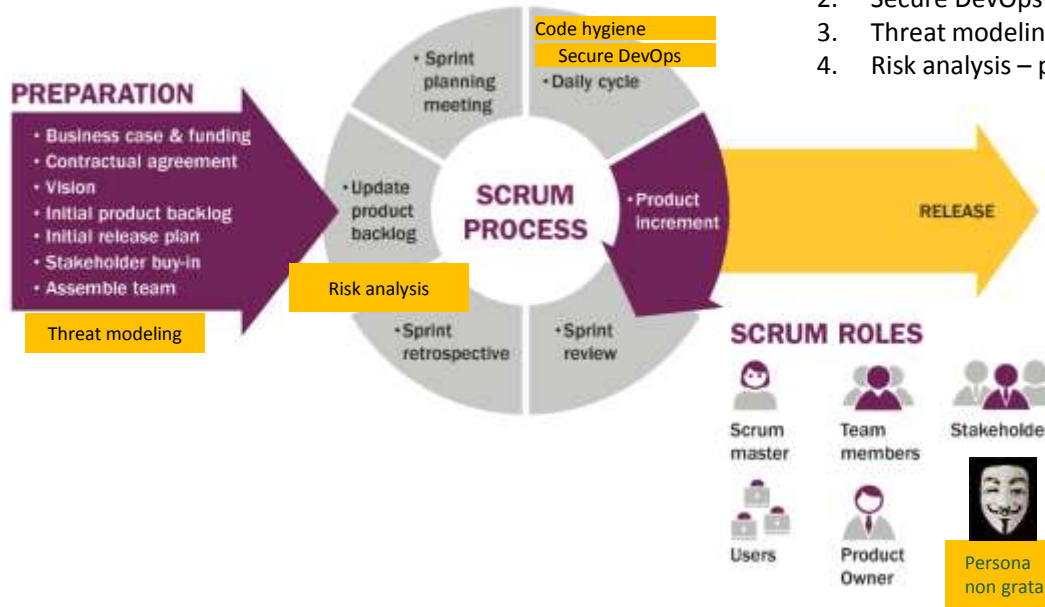 2. Secure DevOps
3. Threat modelin
4. Risk analysis – p
Code hygiene
Secure DevOps
• Daily cycle
• Sprint
planning
meeting
PREPARATION
• Business case & funding
• Contractual agreement
• Vision
• Initial product backlog
• Initial release plan
• Stakeholder buy-in
• Assemble team
Threat modeling
• Update
product
backlog
SCRUM
PROCESS
• Product
increment
RELEASE
Risk analysis
• Sprint
retrospective
• Sprint
review
SCRUM ROLES
Scrum
master
Team
members
Stakeholde
Users
Product
Owner
Persona
non grata